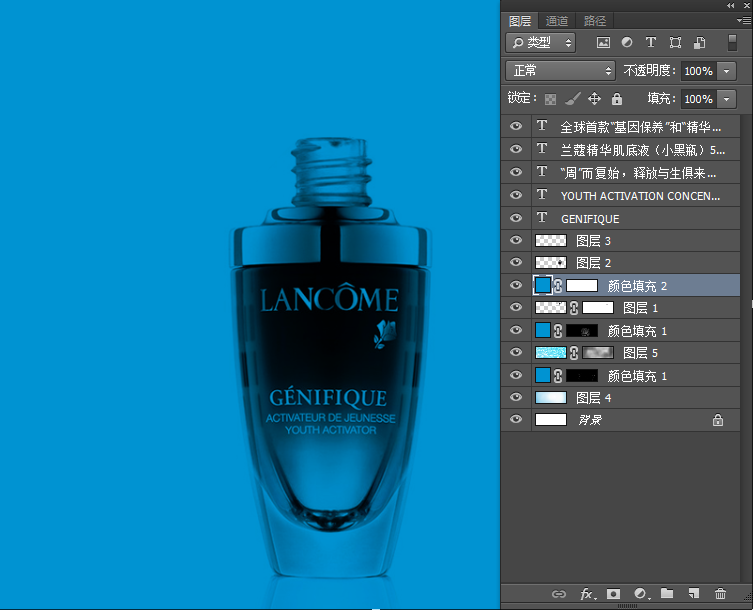 LANCÔME
GÉNIFIQUE
ACTIVATEUR DE JEUNESSE
YOUTH ACTIVATOR
图层 通道 路径
类型
正常 不透明度: 100%
锁定: 填充: 100%
T 全球首款“基因保养”和“精华...
T 兰蔻精华肌底液（小黑瓶）5...
T “周”而复始，释放与生俱来...
T YOUTH ACTIVATION CONCEN...
T GENIFIQUE
图层 3
图层 2
颜色填充 2
图层 1
颜色填充 1
图层 5
颜色填充 1
图层 4
背景
fx